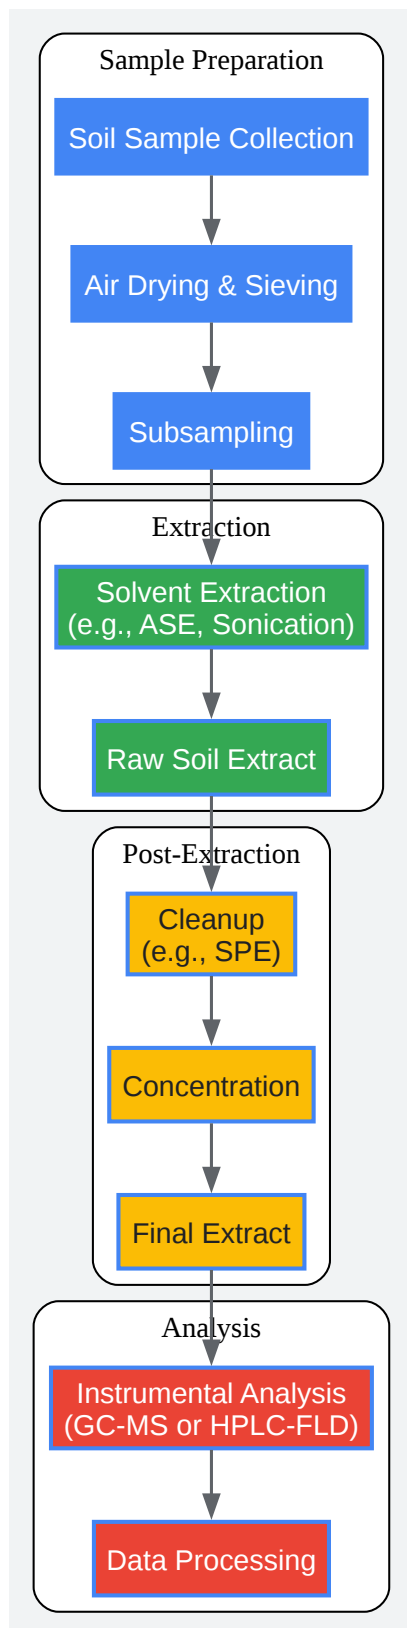 Sample Preparation
Soil Sample Collection
Air Drying & Sieving
Subsampling
Extraction
Solvent Extraction
(e.g., ASE, Sonication)
Raw Soil Extract
Post-Extraction
Cleanup
(e.g., SPE)
Concentration
Final Extract
Analysis
Instrumental Analysis
(GC-MS or HPLC-FLD)
Data Processing